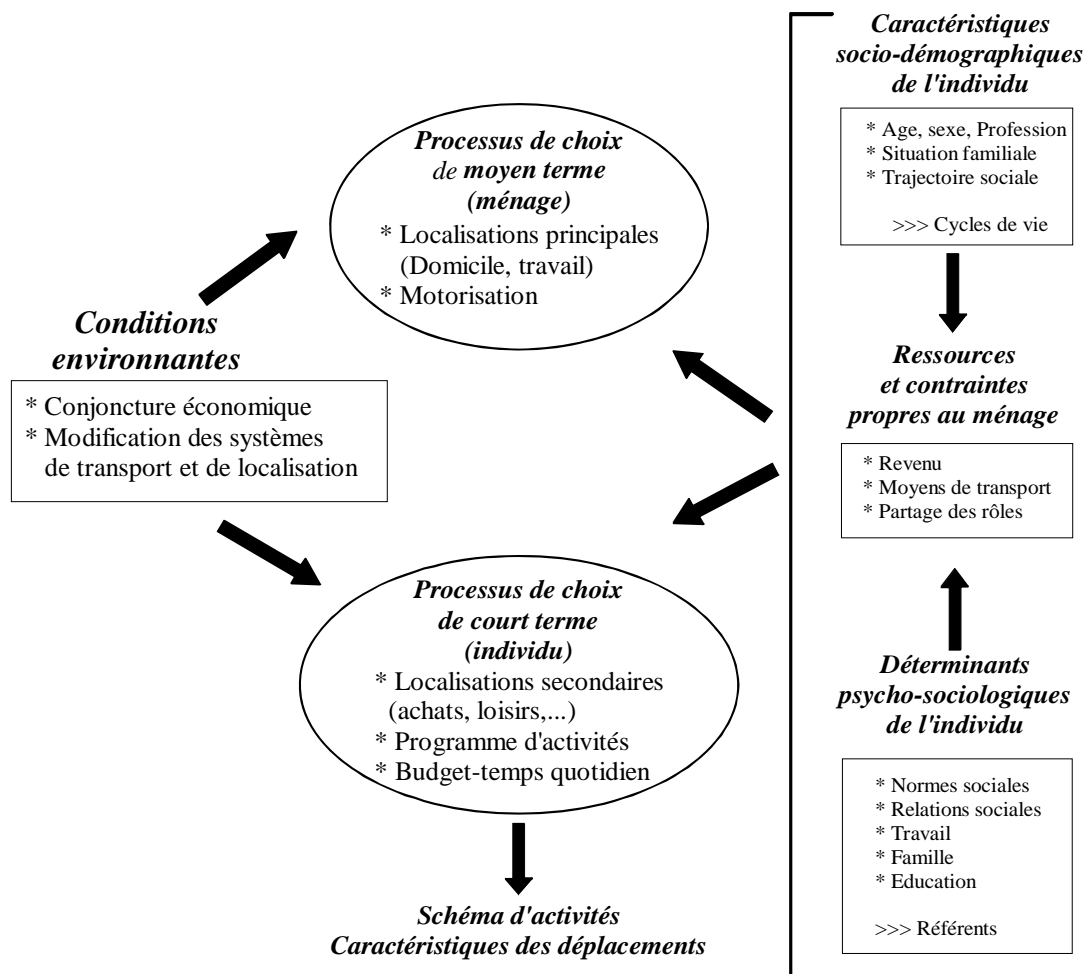 Processus de choix
de moyen terme
(ménage)
* Localisations principales
(Domicile, travail)
* Motorisation
Conditions
environnantes
* Conjoncture économique
* Modification des systèmes
de transport et de localisation
Processus de choix
de court terme
(individu)
* Localisations secondaires
(achats, loisirs,...)
* Programme d'activités
* Budget-temps quotidien
Schéma d'activités
Caractéristiques des déplacements
Caractéristiques
socio-démographiques
de l'individu
* Age, sexe, Profession
* Situation familiale
* Trajectoire sociale
>>> Cycles de vie
Ressources
et contraintes
propres au ménage
* Revenu
* Moyens de transport
* Partage des rôles
Déterminants
psycho-sociologiques
de l'individu
* Normes sociales
* Relations sociales
* Travail
* Famille
* Education
>>> Référents